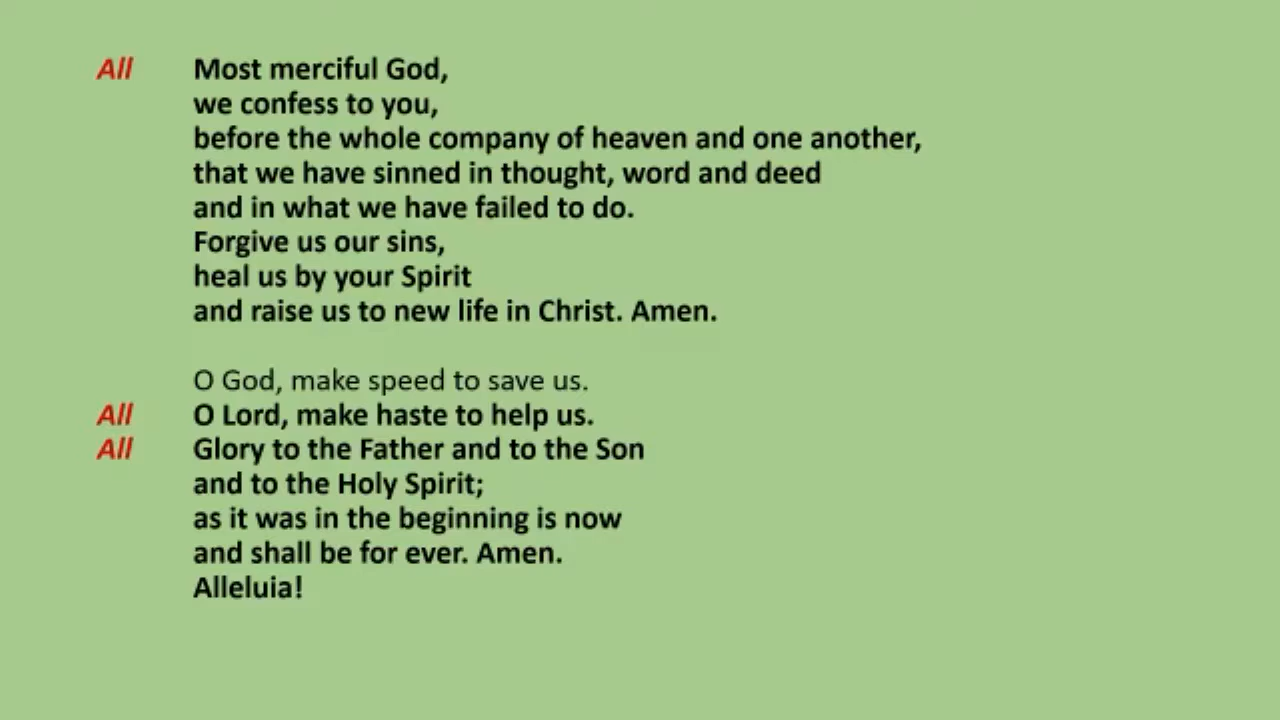 All Most merciful God,
we confess to you,
before the whole company of heaven and one another,
that we have sinned in thought, word and deed
and in what we have failed to do.
Forgive us our sins,
heal us by your Spirit
and raise us to new life in Christ. Amen.
O God, make speed to save us.
All O Lord, make haste to help us.
All Glory to the Father and to the Son
and to the Holy Spirit;
as it was in the beginning is now
and shall be for ever. Amen.
Alleluia!